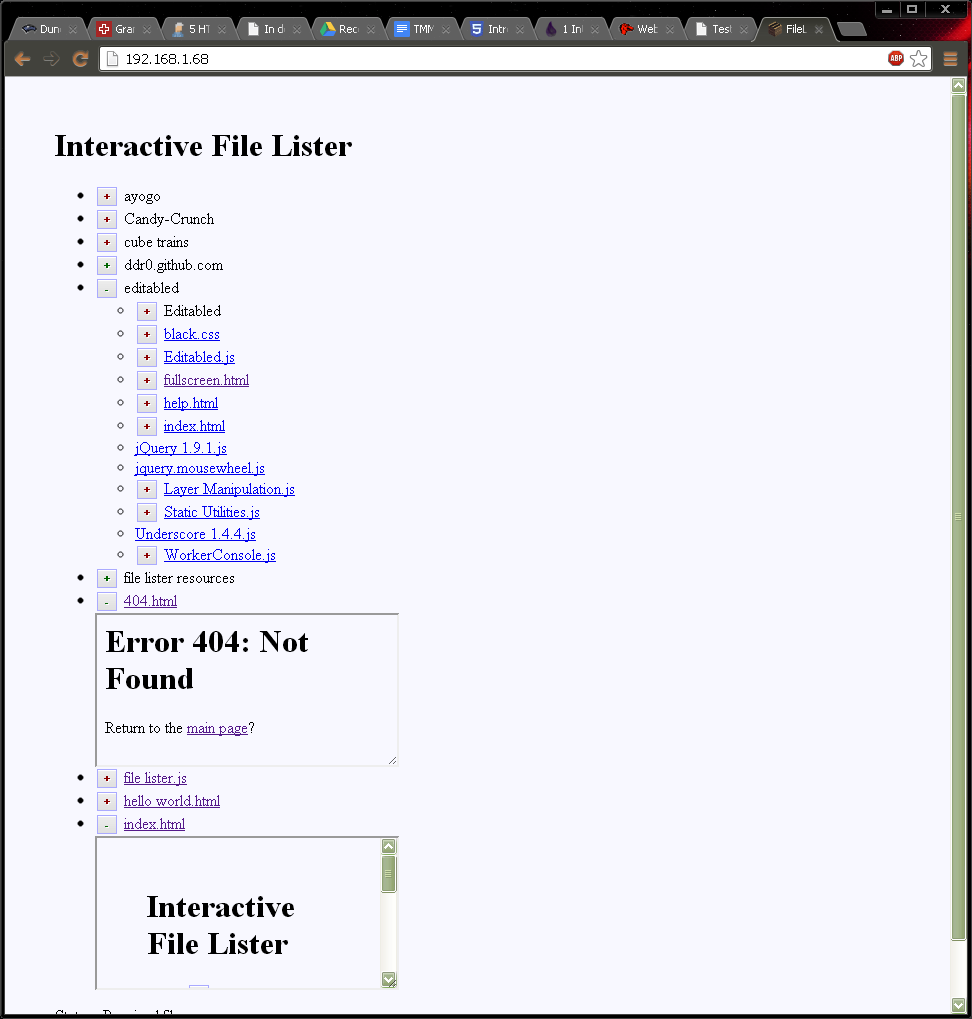 Dun
Gra
5 HT
In d
Rec
TMM
Intr
1 In
Web
Test
FileL
192.168.1.68
ABP
Interactive File Lister
+ ayogo
+ Candy-Crunch
+ cube trains
+ ddr0.github.com
- editabled
+ Editabled
+ black.css
+ Editabled.js
+ fullscreen.html
+ help.html
+ index.html
jQuery 1.9.1.js
jquery.mousewheel.js
+ Layer Manipulation.js
+ Static Utilities.js
Underscore 1.4.4.js
+ WorkerConsole.js
+ file lister resources
- 404.html
Error 404: Not
Found
Return to the main page?
+ file lister.js
+ hello world.html
- index.html
Interactive
File Lister